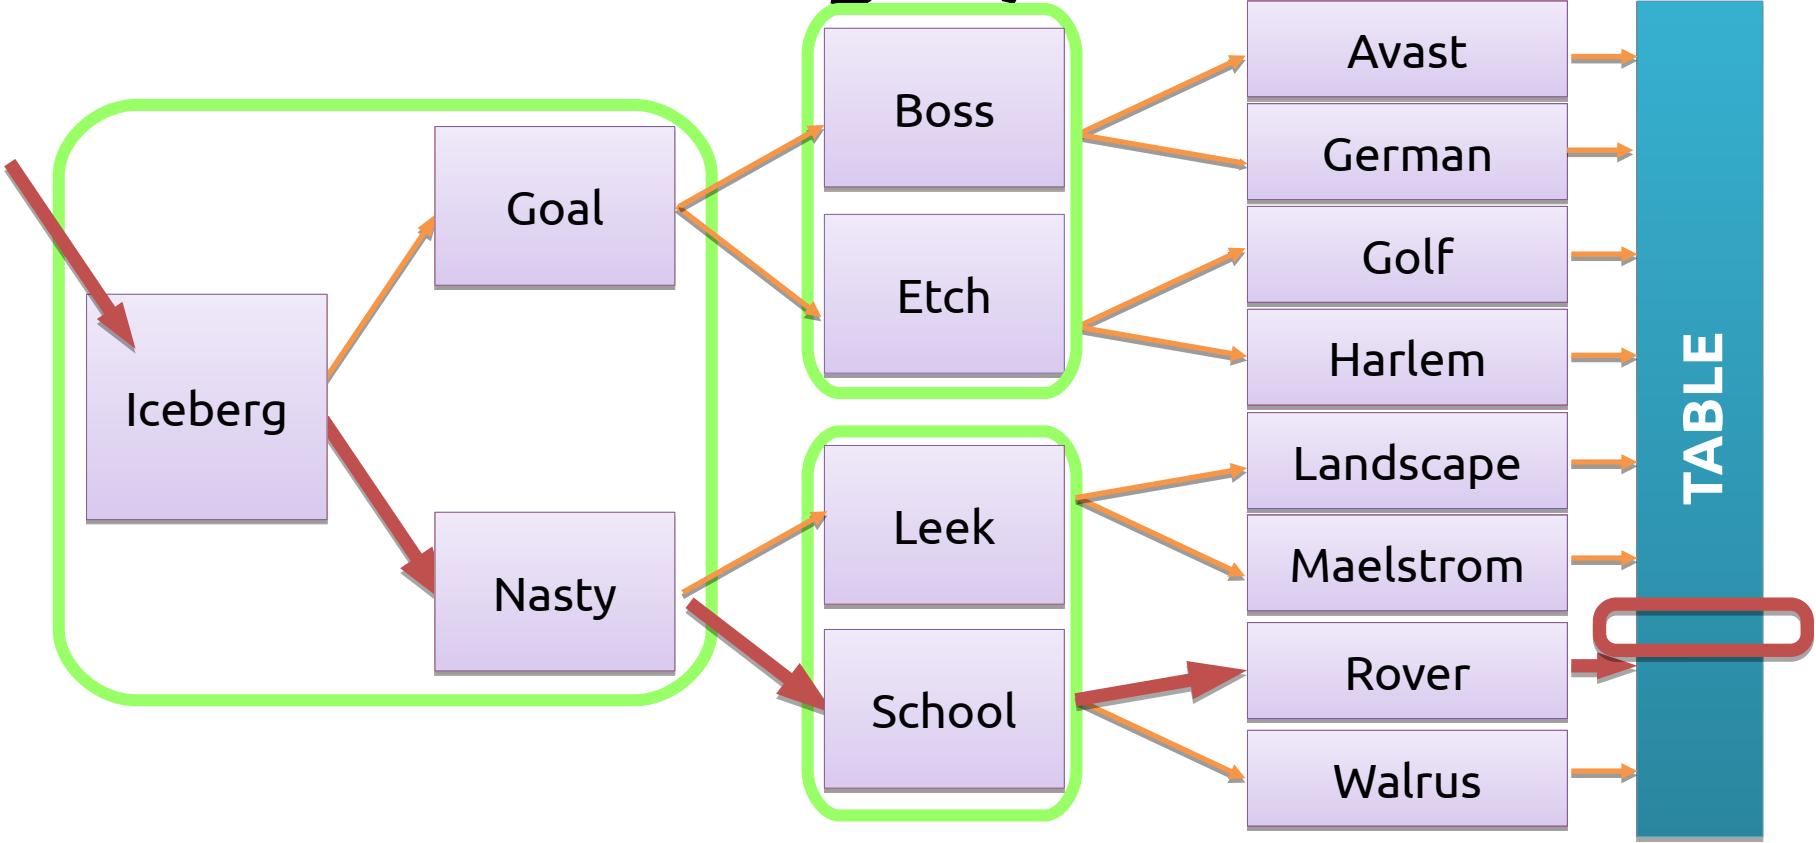 Iceberg
Goal
Nasty
Boss
Etch
Leek
School
Avast
German
Golf
Harlem
Landscape
Maelstrom
Rover
Walrus
TABLE